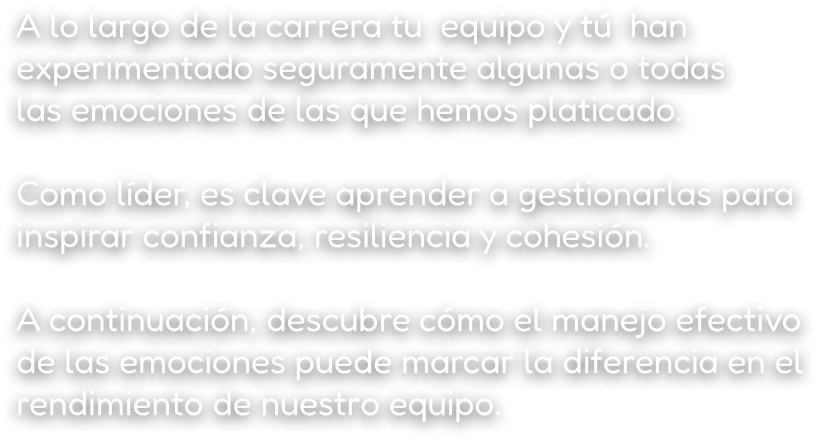 A lo largo de la carrera tu equipo y tú han
experimentado seguramente algunas o todas
las emociones de las que hemos platicado.
Como líder, es clave aprender a gestionarlas para
inspirar confianza, resiliencia y cohesión.
A continuación, descubre cómo el manejo efectivo
de las emociones puede marcar la diferencia en el
rendimiento de nuestro equipo.